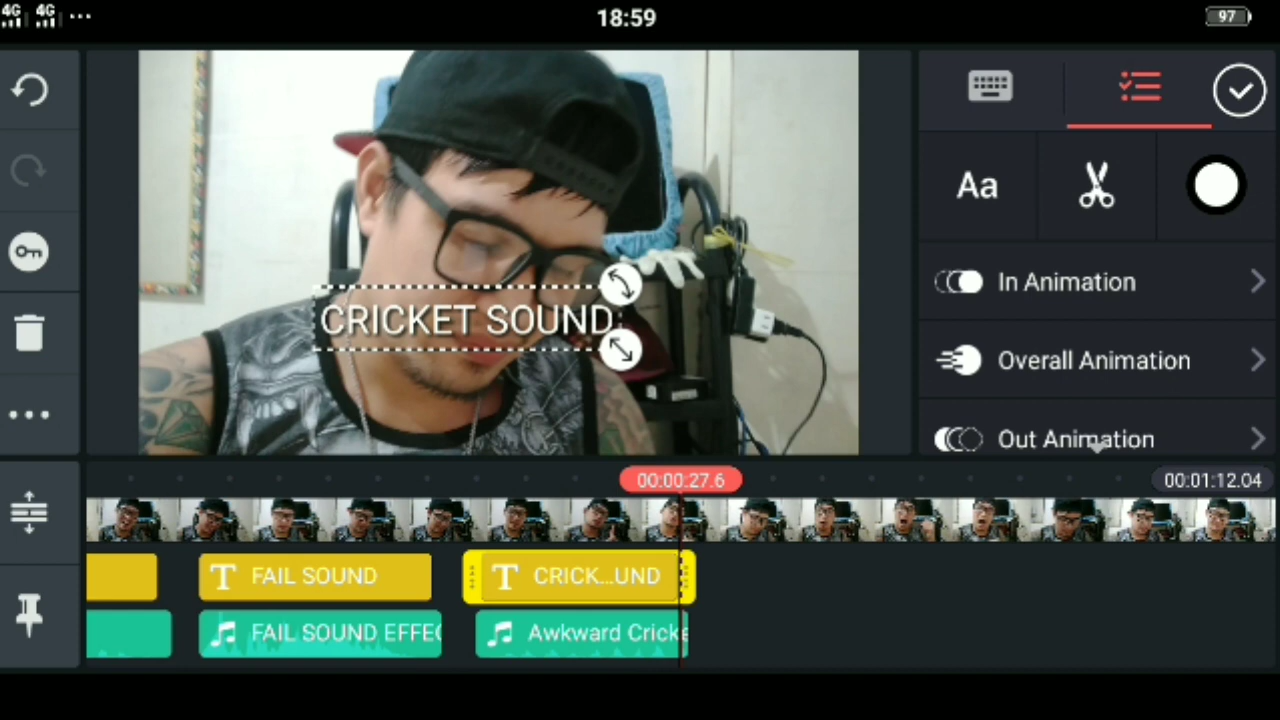 4G 4G 18:59 97
CRICKET SOUND
Aa
In Animation
Overall Animation
Out Animation
00:00:27.6 00:01:12.04
T FAIL SOUND T CRICK...UND
FAIL SOUND EFFEC Awkward Cricke